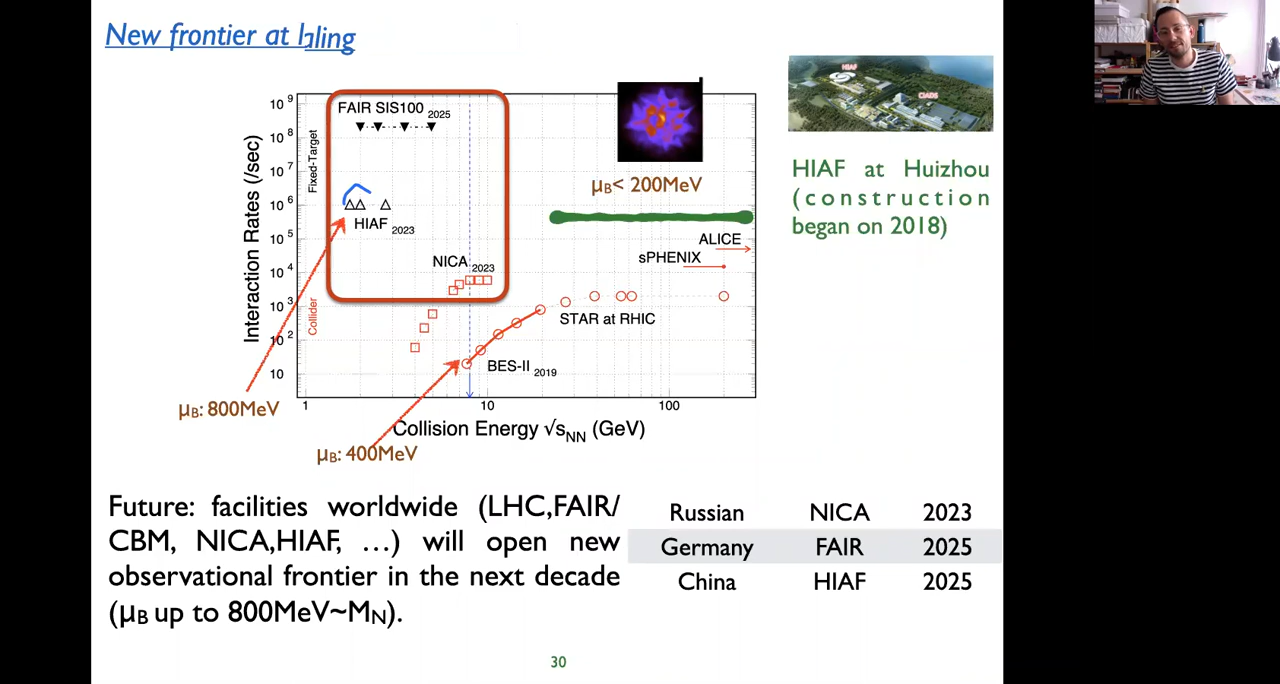 New frontier at
FAIR SIS100 2025
HIAF 2023
NICA 2023
μB< 200MeV
ALICE
sPHENIX
STAR at RHIC
BES-II 2019
Fixed-Target
Collider
Interaction Rates (/sec)
10⁹
10⁸
10⁷
10⁶
10⁵
10⁴
10³
10²
10
1
10
100
Collision Energy √sNN (GeV)
μB: 800MeV
μB: 400MeV
HIAF
CIADS
HIAF at Huizhou
(construction
began on 2018)
Future: facilities worldwide (LHC,FAIR/
CBM, NICA,HIAF, …) will open new
observational frontier in the next decade
(μB up to 800MeV~MN).
Russian NICA 2023
Germany FAIR 2025
China HIAF 2025
30